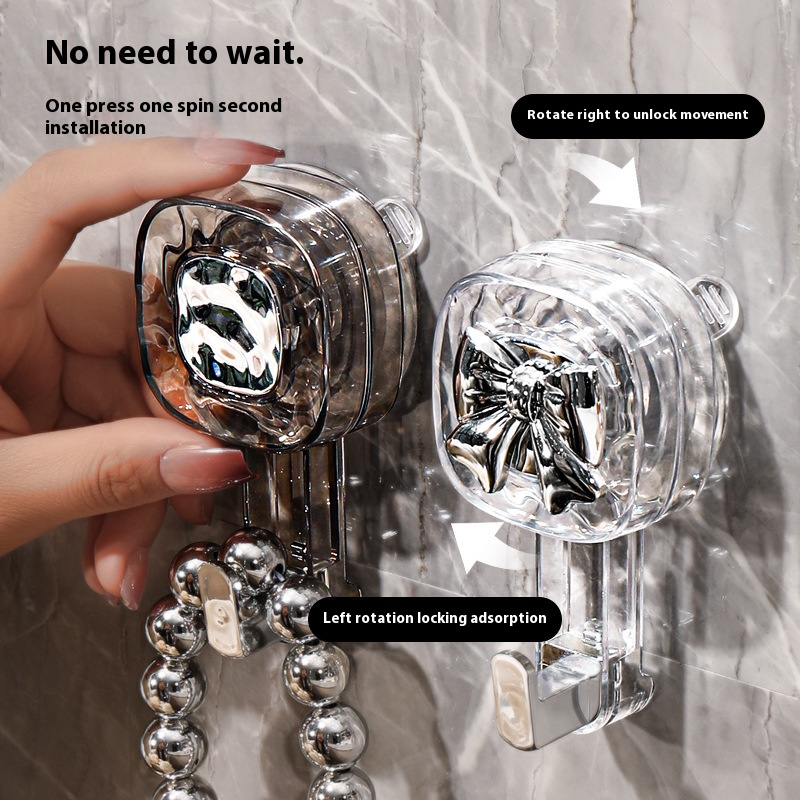 No need to wait.
One press one spin second
installation
Rotate right to unlock movement
Left rotation locking adsorption